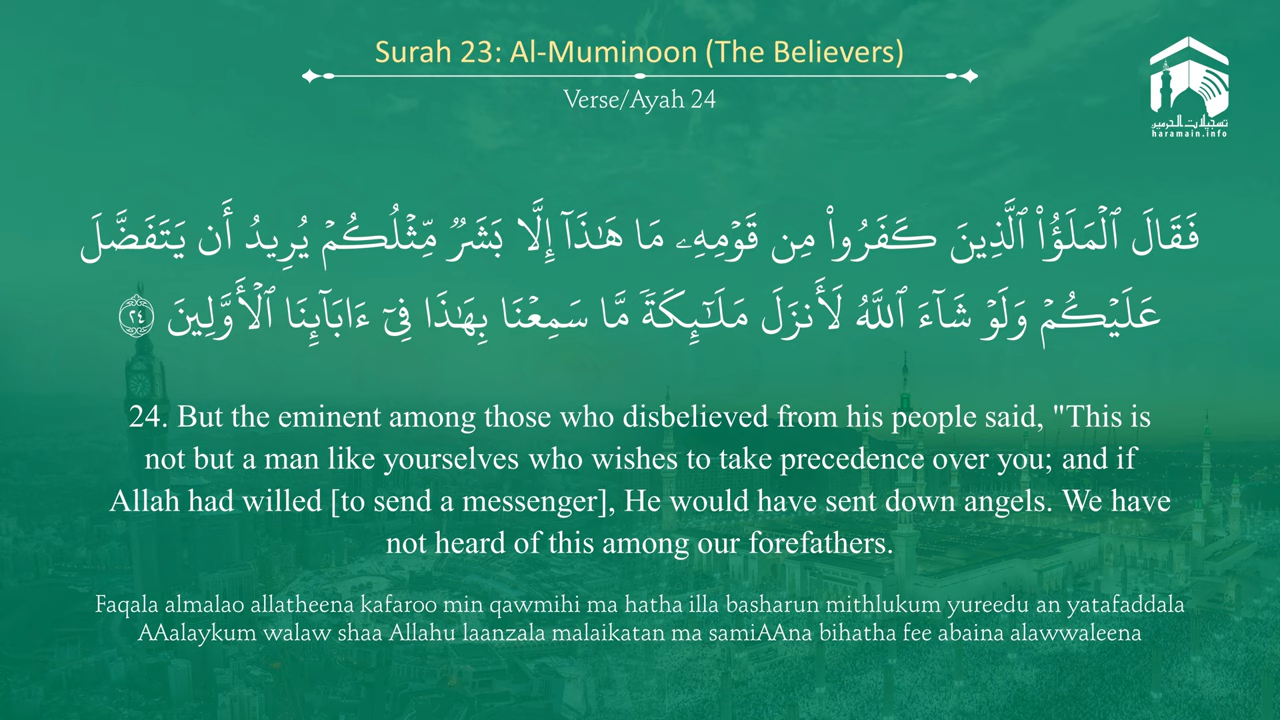 Surah 23: Al-Muminoon (The Believers)
Verse/Ayah 24
تسجيلات الحرمين
haramain.info
فَقَالَ ٱلْمَلَؤُا۟ ٱلَّذِينَ كَفَرُوا۟ مِن قَوْمِهِۦ مَا هَـٰذَآ إِلَّا بَشَرٌ مِّثْلُكُمْ يُرِيدُ أَن يَتَفَضَّلَ
عَلَيْكُمْ وَلَوْ شَآءَ ٱللَّهُ لَأَنزَلَ مَلَـٰٓئِكَةً مَّا سَمِعْنَا بِهَـٰذَا فِىٓ ءَابَآئِنَا ٱلْأَوَّلِينَ ٢٤
24. But the eminent among those who disbelieved from his people said, "This is
not but a man like yourselves who wishes to take precedence over you; and if
Allah had willed [to send a messenger], He would have sent down angels. We have
not heard of this among our forefathers.
Faqala almalao allatheena kafaroo min qawmihi ma hatha illa basharun mithlukum yureedu an yatafaddala
AAalaykum walaw shaa Allahu laanzala malaikatan ma samiAAna bihatha fee abaina alawwaleena